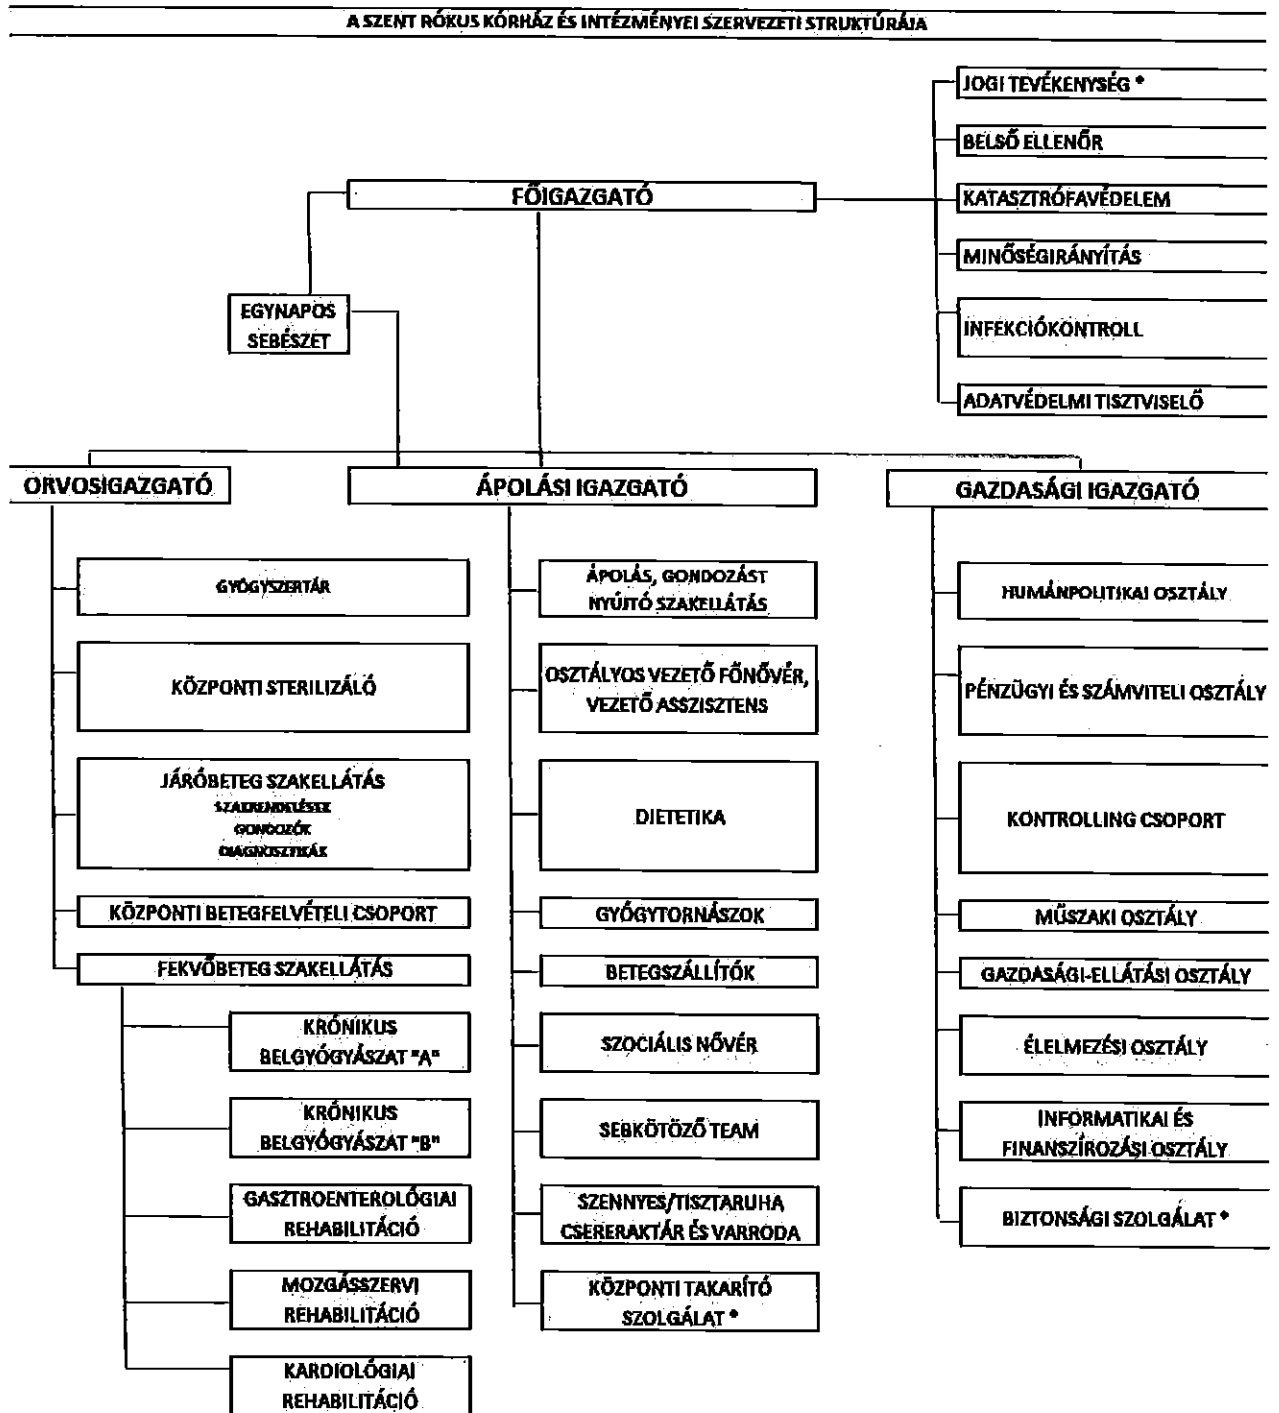 A SZENT RÓKUS KÓRHÁZ ÉS INTÉZMÉNYEI SZERVEZETI STRUKTÚRÁJA
JOGI TEVÉKENYSÉG *
BELSŐ ELLENŐR
FŐIGAZGATÓ
KATASZTRÓFAVÉDELEM
MINŐSÉGIRÁNYÍTÁS
EGYNAPOS
SEBÉSZET
INFEKCIÓKONTROLL
ADATVÉDELMI TISZTVISELŐ
ORVOSIGAZGATÓ
GYÓGYSZERTÁR
KÖZPONTI STERILIZÁLÓ
JÁRÓBETEG SZAKELLÁTÁS
SZAKRENDELÉSEK
GONDOZÓK
DIAGNOSZTIKÁK
KÖZPONTI BETEGFELVÉTELI CSOPORT
FEKVŐBETEG SZAKELLÁTÁS
KRÓNIKUS
BELGYÓGYÁSZAT "A"
KRÓNIKUS
BELGYÓGYÁSZAT "B"
GASZTROENTEROLÓGIAI
REHABILITÁCIÓ
MOZGÁSSZERVI
REHABILITÁCIÓ
KARDIOLÓGIAI
REHABILITÁCIÓ
ÁPOLÁSI IGAZGATÓ
ÁPOLÁS, GONDOZÁST
NYÚJTÓ SZAKELLÁTÁS
OSZTÁLYOS VEZETŐ FŐNŐVÉR,
VEZETŐ ASSZISZTENS
DIETETIKA
GYÓGYTORNÁSZOK
BETEGSZÁLLÍTÓK
SZOCIÁLIS NŐVÉR
SEBKÖTÖZŐ TEAM
SZENNYES/TISZTARUHA
CSERERAKTÁR ÉS VARRODA
KÖZPONTI TAKARÍTÓ
SZOLGÁLAT *
GAZDASÁGI IGAZGATÓ
HUMÁNPOLITIKAI OSZTÁLY
PÉNZÜGYI ÉS SZÁMVITELI OSZTÁLY
KONTROLLING CSOPORT
MŰSZAKI OSZTÁLY
GAZDASÁGI-ELLÁTÁSI OSZTÁLY
ÉLELMEZÉSI OSZTÁLY
INFORMATIKAI ÉS
FINANSZÍROZÁSI OSZTÁLY
BIZTONSÁGI SZOLGÁLAT *